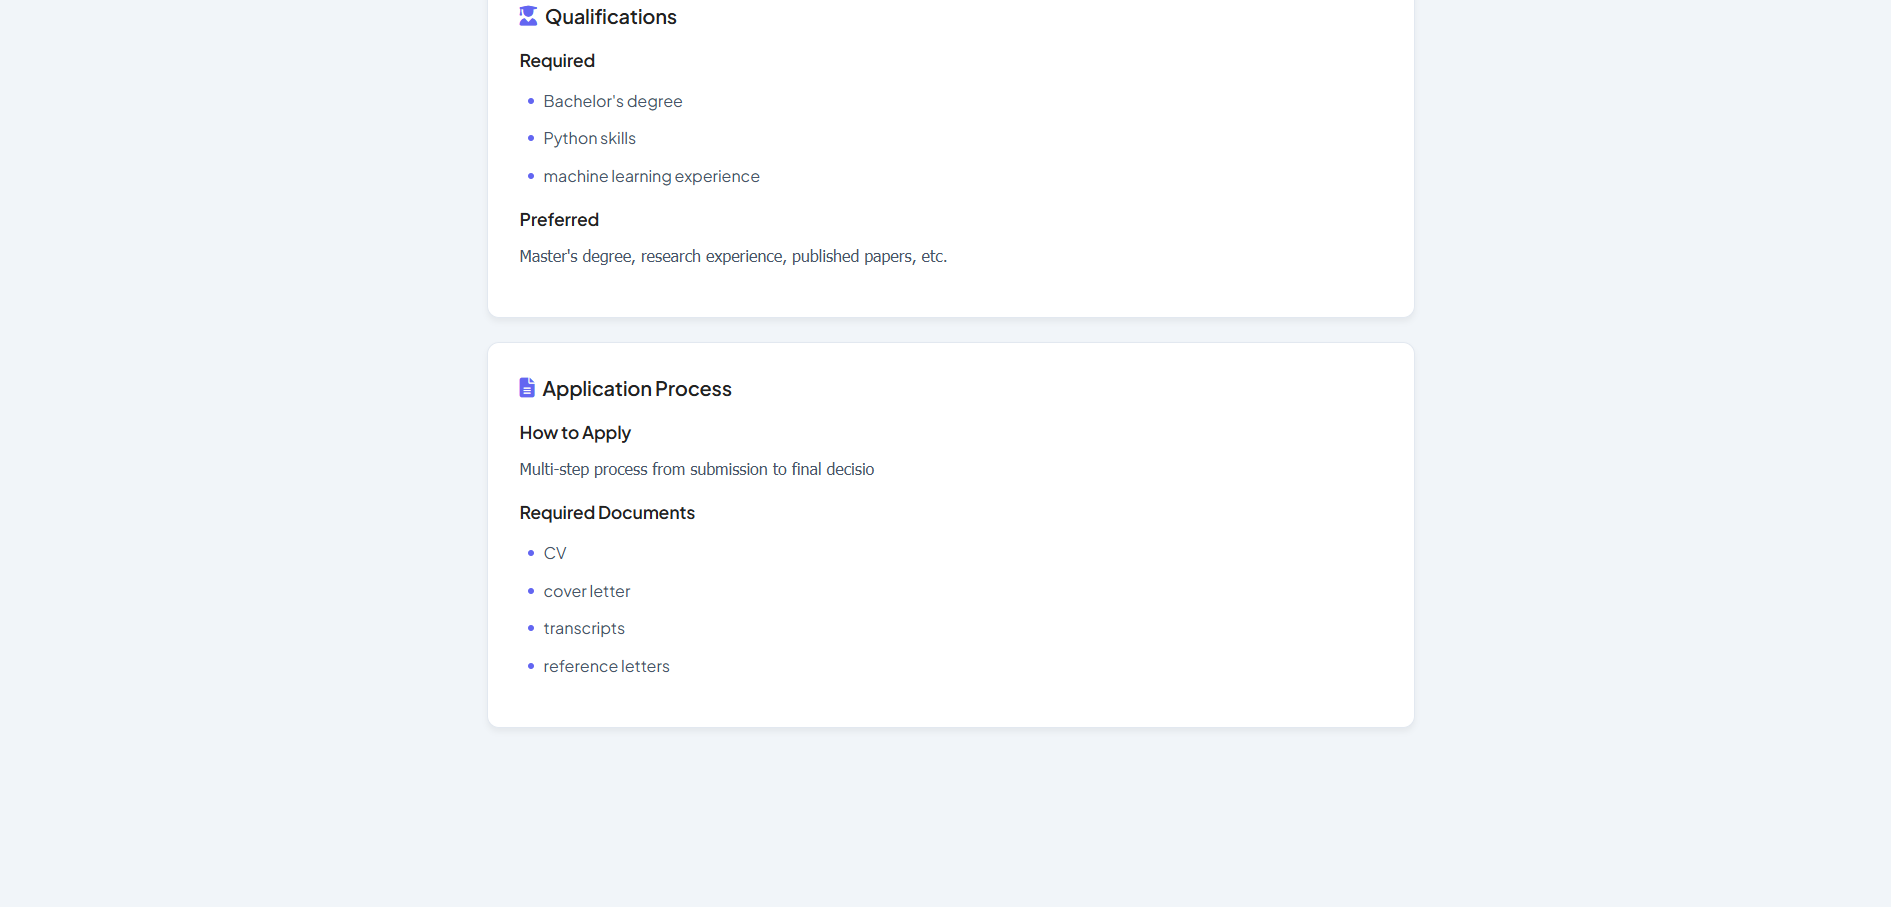 Qualifications
Required
Bachelor's degree
Python skills
machine learning experience
Preferred
Master's degree, research experience, published papers, etc.
Application Process
How to Apply
Multi-step process from submission to final decisio
Required Documents
CV
cover letter
transcripts
reference letters